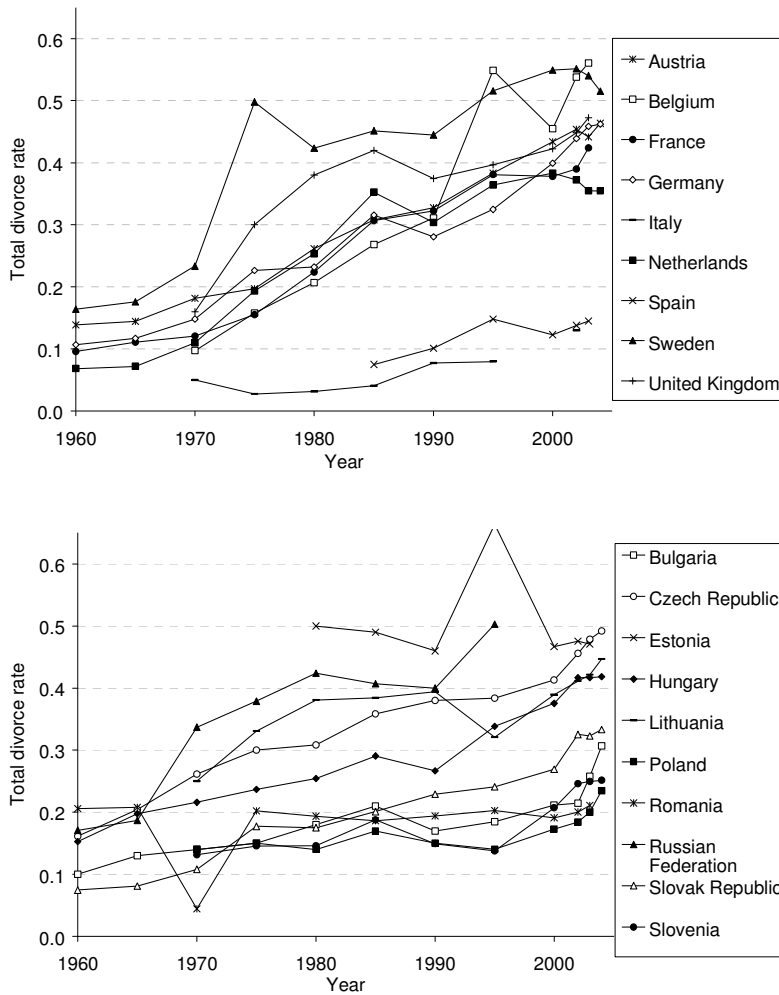 0.6
0.5
0.4
0.3
0.2
0.1
0.0
Total divorce rate
1960
1970
1980
1990
2000
Year
Austria
Belgium
France
Germany
Italy
Netherlands
Spain
Sweden
United Kingdom
0.6
0.5
0.4
0.3
0.2
0.1
0.0
Total divorce rate
1960
1970
1980
1990
2000
Year
Bulgaria
Czech Republic
Estonia
Hungary
Lithuania
Poland
Romania
Russian
Federation
Slovak Republic
Slovenia